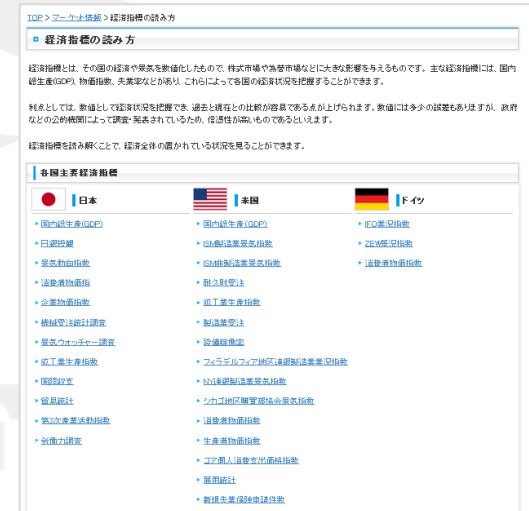 TOP > マーケット情報 > 経済指標の読み方
経済指標の読み方
経済指標とは、その国の経済や景気を数値化したもので、株式市場や為替市場などに大きな影響を与えるものです。主な経済指標には、国内
総生産(GDP)、物価指数、失業率などがあり、これらによって各国の経済状況を把握することができます。
利点としては、数値として経済状況を把握でき、過去と現在との比較が容易である点が上げられます。数値には多少の誤差もありますが、政府
などの公的機関によって調査・発表されているため、信憑性が高いものであるといえます。
経済指標を読み解くことで、経済全体の置かれている状況を見ることができます。
各国主要経済指標
日本
国内総生産(GDP)
日銀短観
景気動向指数
消費者物価指
企業物価指数
機械受注統計調査
景気ウォッチャー調査
鉱工業生産指数
国際収支
貿易統計
第3次産業活動指数
労働力調査
米国
国内総生産(GDP)
ISM製造業景気指数
ISM非製造業景気指数
耐久財受注
鉱工業生産指数
製造業受注
設備稼働率
フィラデルフィア地区連銀製造業業況指数
NY連銀製造業景気指数
シカゴ地区購買部協会景気指数
消費者物価指数
生産者物価指数
コア個人消費支出価格指数
雇用統計
新規失業保険申請件数
ドイツ
IFO業況指数
ZEW景況指数
消費者物価指数